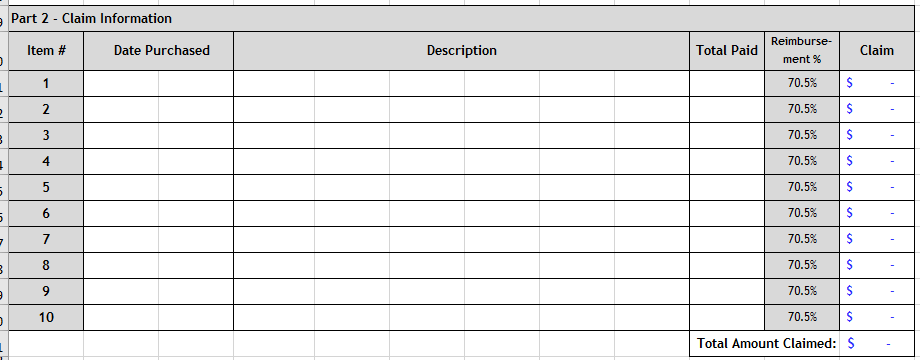 Part 2 - Claim Information
Item # Date Purchased Description Total Paid Reimburse-
ment % Claim
1 70.5% $ -
2 70.5% $ -
3 70.5% $ -
4 70.5% $ -
5 70.5% $ -
6 70.5% $ -
7 70.5% $ -
8 70.5% $ -
9 70.5% $ -
10 70.5% $ -
Total Amount Claimed: $ -